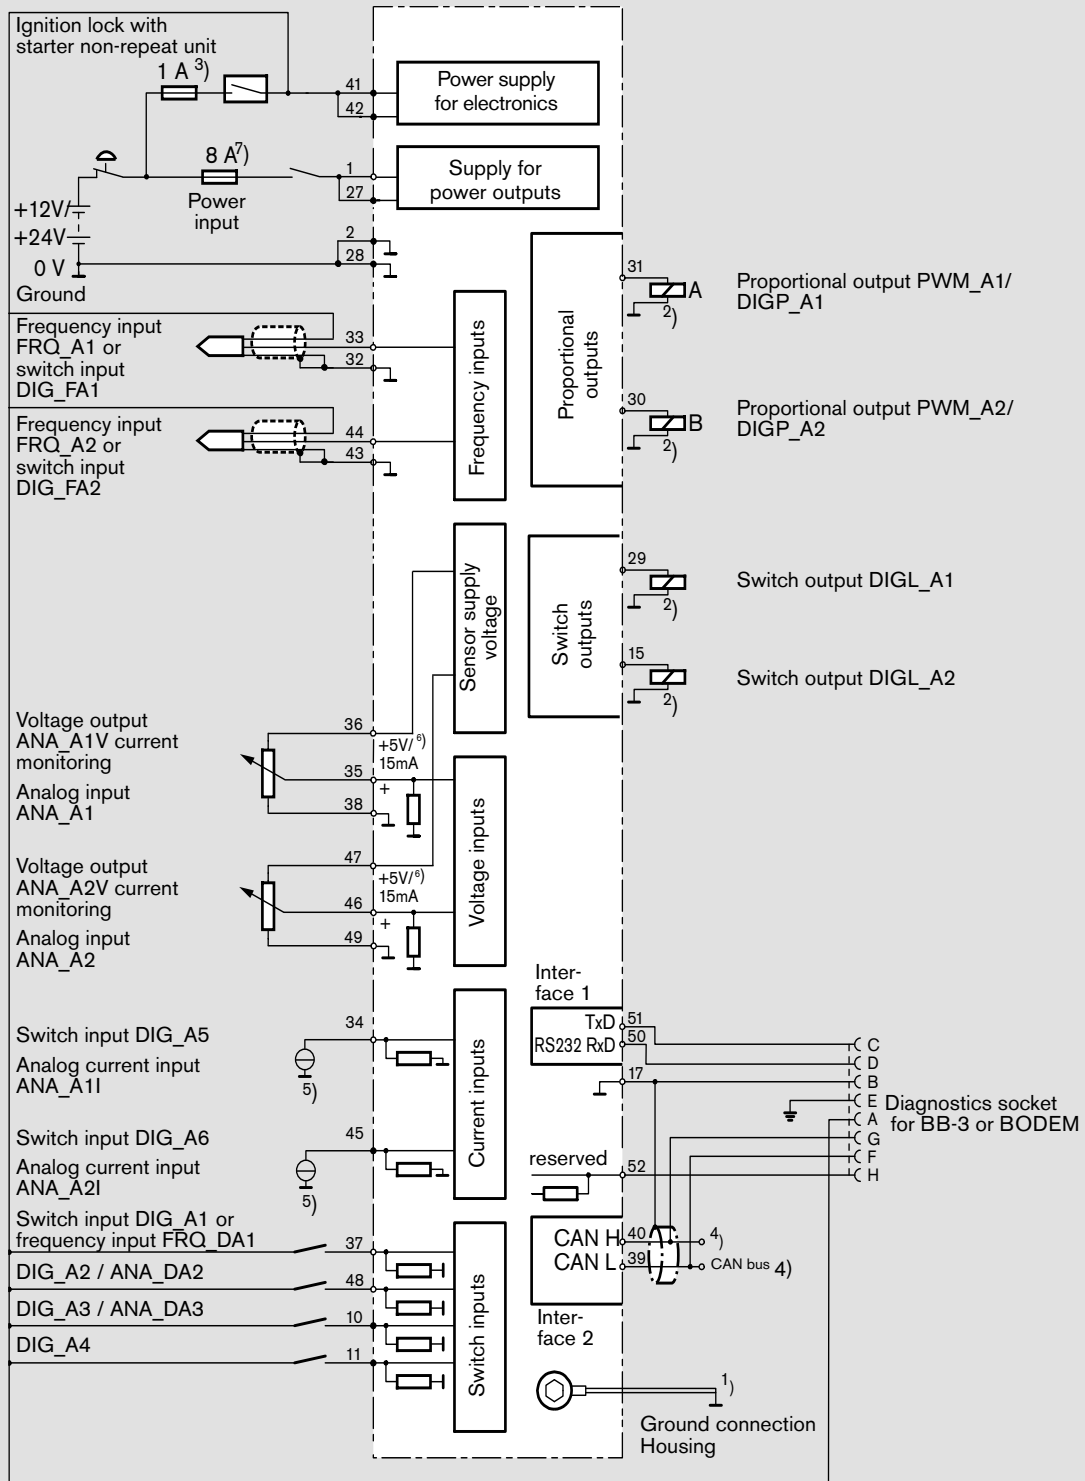 Ignition lock with
starter non-repeat unit
1 A 3)
41
42
Power supply
for electronics
8 A7)
Power
input
1
27
Supply for
power outputs
+12V/
+24V
0 V
Ground
2
28
Frequency input
FRQ_A1 or
switch input
DIG_FA1
33
32
Frequency input
FRQ_A2 or
switch input
DIG_FA2
44
43
Frequency inputs
Proportional
outputs
31
A
2)
Proportional output PWM_A1/
DIGP_A1
30
B
2)
Proportional output PWM_A2/
DIGP_A2
Sensor supply
voltage
Switch
outputs
29
2)
Switch output DIGL_A1
15
2)
Switch output DIGL_A2
Voltage output
ANA_A1V current
monitoring
Analog input
ANA_A1
36
35
38
+5V/ 6)
15mA
+
Voltage output
ANA_A2V current
monitoring
Analog input
ANA_A2
47
46
49
+5V/6)
15mA
+
Voltage inputs
Switch input DIG_A5
Analog current input
ANA_A1I
34
5)
Switch input DIG_A6
Analog current input
ANA_A2I
45
5)
Current inputs
Inter-
face 1
TxD
RS232 RxD
51
50
17
reserved
52
C
D
B
E
A
G
F
H
Diagnostics socket
for BB-3 or BODEM
Switch input DIG_A1 or
frequency input FRQ_DA1
37
DIG_A2 / ANA_DA2
48
DIG_A3 / ANA_DA3
10
DIG_A4
11
Switch inputs
CAN H
CAN L
40
39
4)
CAN bus 4)
Inter-
face 2
1)
Ground connection
Housing